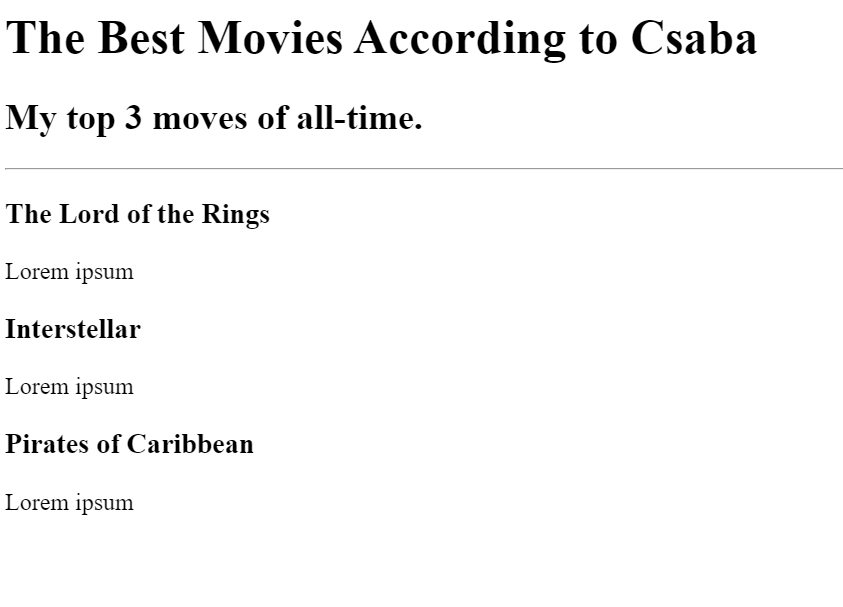 The Best Movies According to Csaba
My top 3 moves of all-time.
The Lord of the Rings
Lorem ipsum
Interstellar
Lorem ipsum
Pirates of Caribbean
Lorem ipsum